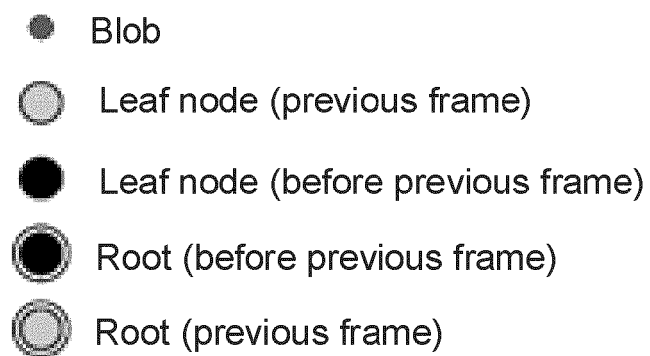 Blob
Leaf node (previous frame)
Leaf node (before previous frame)
Root (before previous frame)
Root (previous frame)